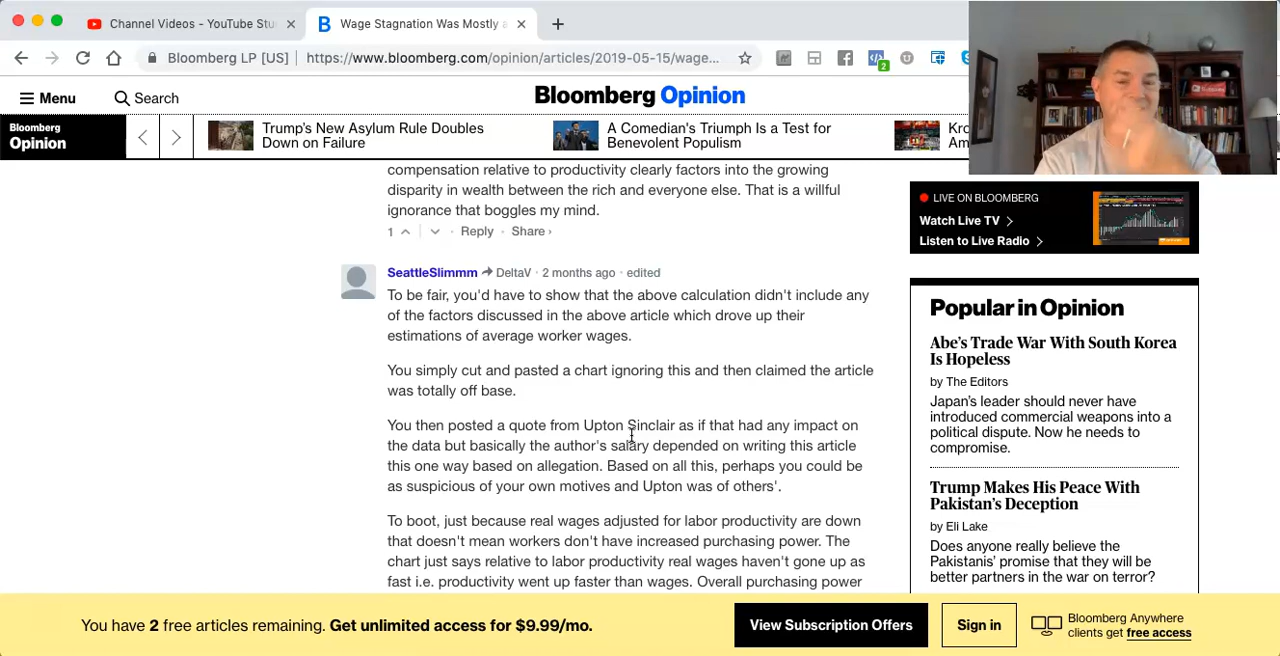 Channel Videos - YouTube Stu
Wage Stagnation Was Mostly a
Bloomberg LP [US]
https://www.bloomberg.com/opinion/articles/2019-05-15/wage...
2
Menu
Search
Bloomberg Opinion
Bloomberg
Opinion
Trump's New Asylum Rule Doubles
Down on Failure
A Comedian's Triumph Is a Test for
Benevolent Populism
Kro
Am
compensation relative to productivity clearly factors into the growing
disparity in wealth between the rich and everyone else. That is a willful
ignorance that boggles my mind.
1
Reply
Share ›
SeattleSlimmm
DeltaV · 2 months ago · edited
To be fair, you'd have to show that the above calculation didn't include any
of the factors discussed in the above article which drove up their
estimations of average worker wages.
You simply cut and pasted a chart ignoring this and then claimed the article
was totally off base.
You then posted a quote from Upton Sinclair as if that had any impact on
the data but basically the author's salary depended on writing this article
this one way based on allegation. Based on all this, perhaps you could be
as suspicious of your own motives and Upton was of others'.
To boot, just because real wages adjusted for labor productivity are down
that doesn't mean workers don't have increased purchasing power. The
chart just says relative to labor productivity real wages haven't gone up as
fast i.e. productivity went up faster than wages. Overall purchasing power
LIVE ON BLOOMBERG
Watch Live TV
Listen to Live Radio
Popular in Opinion
Abe's Trade War With South Korea
Is Hopeless
by The Editors
Japan's leader should never have
introduced commercial weapons into a
political dispute. Now he needs to
compromise.
Trump Makes His Peace With
Pakistan's Deception
by Eli Lake
Does anyone really believe the
Pakistanis' promise that they will be
better partners in the war on terror?
You have 2 free articles remaining. Get unlimited access for $9.99/mo.
View Subscription Offers
Sign in
Bloomberg Anywhere
clients get free access